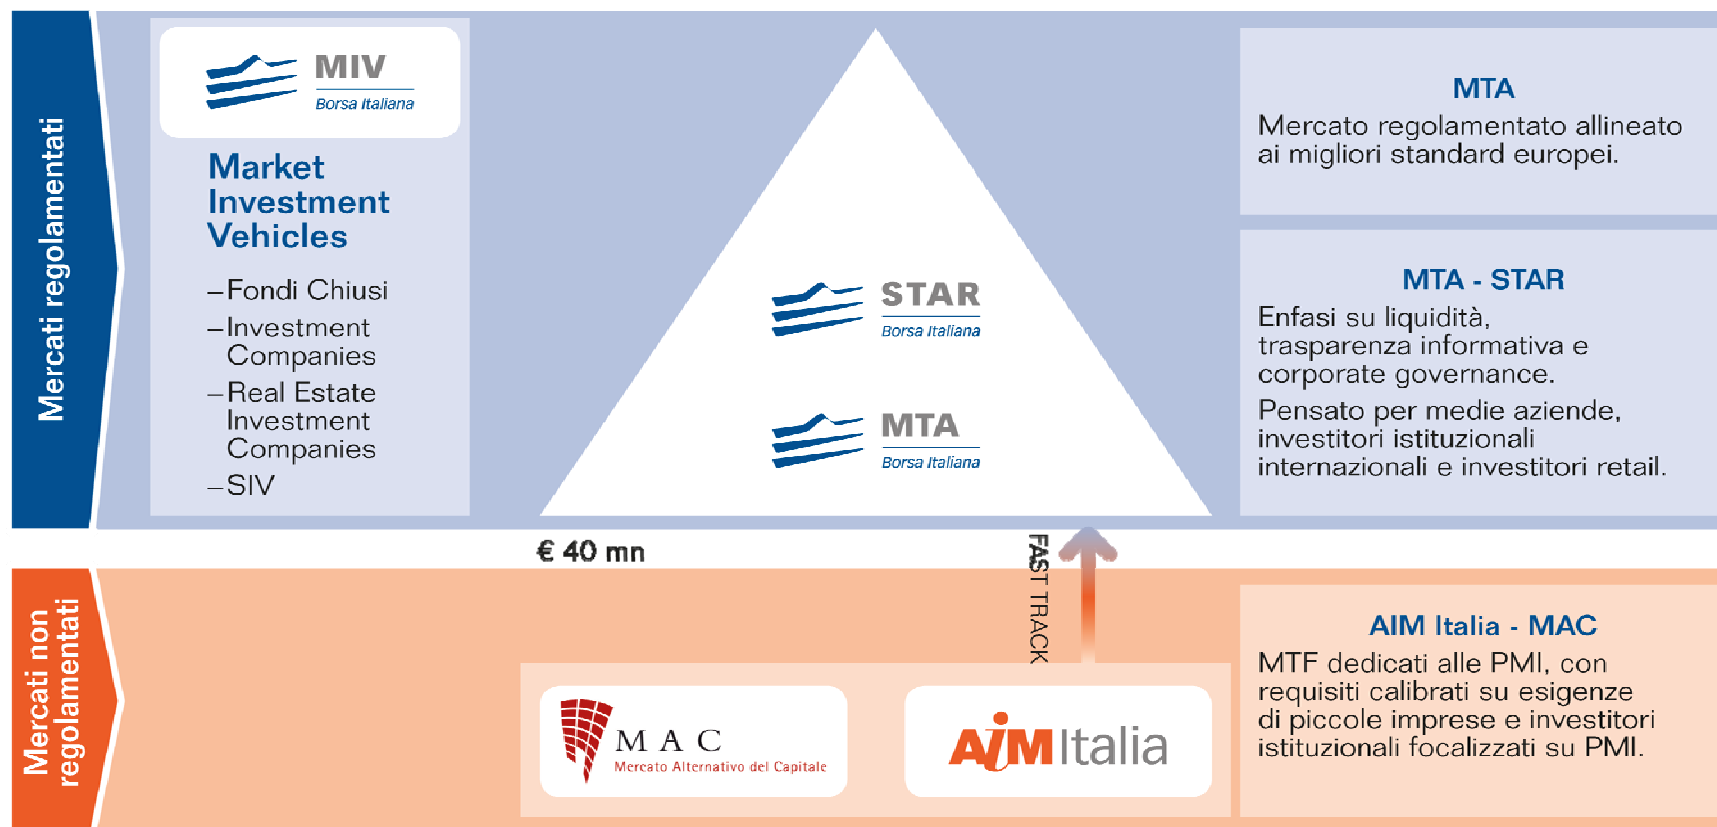 Mercati regolamentati
MIV
Borsa Italiana
Market
Investment
Vehicles
–Fondi Chiusi
–Investment
Companies
–Real Estate
Investment
Companies
–SIV
STAR
Borsa Italiana
MTA
Borsa Italiana
MTA
Mercato regolamentato allineato
ai migliori standard europei.
MTA - STAR
Enfasi su liquidità,
trasparenza informativa e
corporate governance.
Pensato per medie aziende,
investitori istituzionali
internazionali e investitori retail.
€ 40 mn
FAST TRACK
Mercati non
regolamentati
MAC
Mercato Alternativo del Capitale
AiM Italia
AIM Italia - MAC
MTF dedicati alle PMI, con
requisiti calibrati su esigenze
di piccole imprese e investitori
istituzionali focalizzati su PMI.